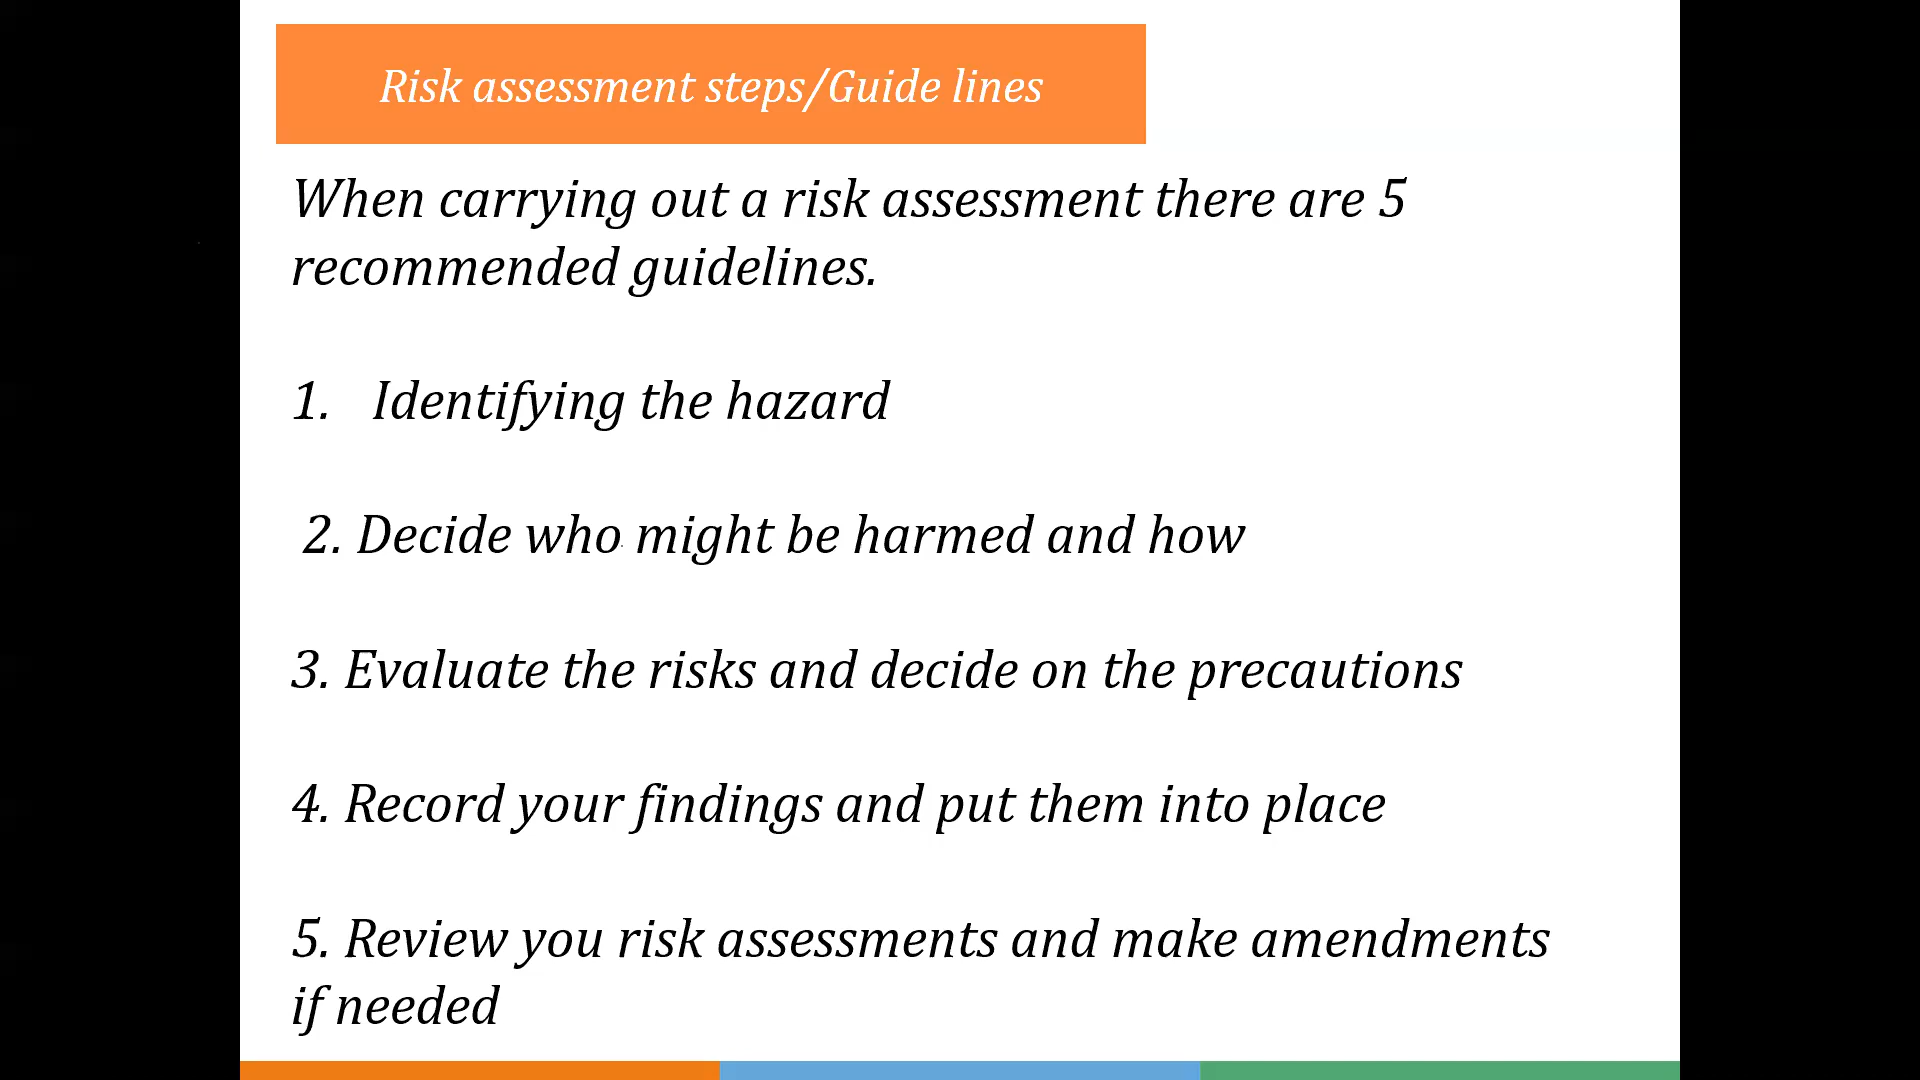 Risk assessment steps/Guide lines
When carrying out a risk assessment there are 5
recommended guidelines.
1. Identifying the hazard
2. Decide who might be harmed and how
3. Evaluate the risks and decide on the precautions
4. Record your findings and put them into place
5. Review you risk assessments and make amendments
if needed